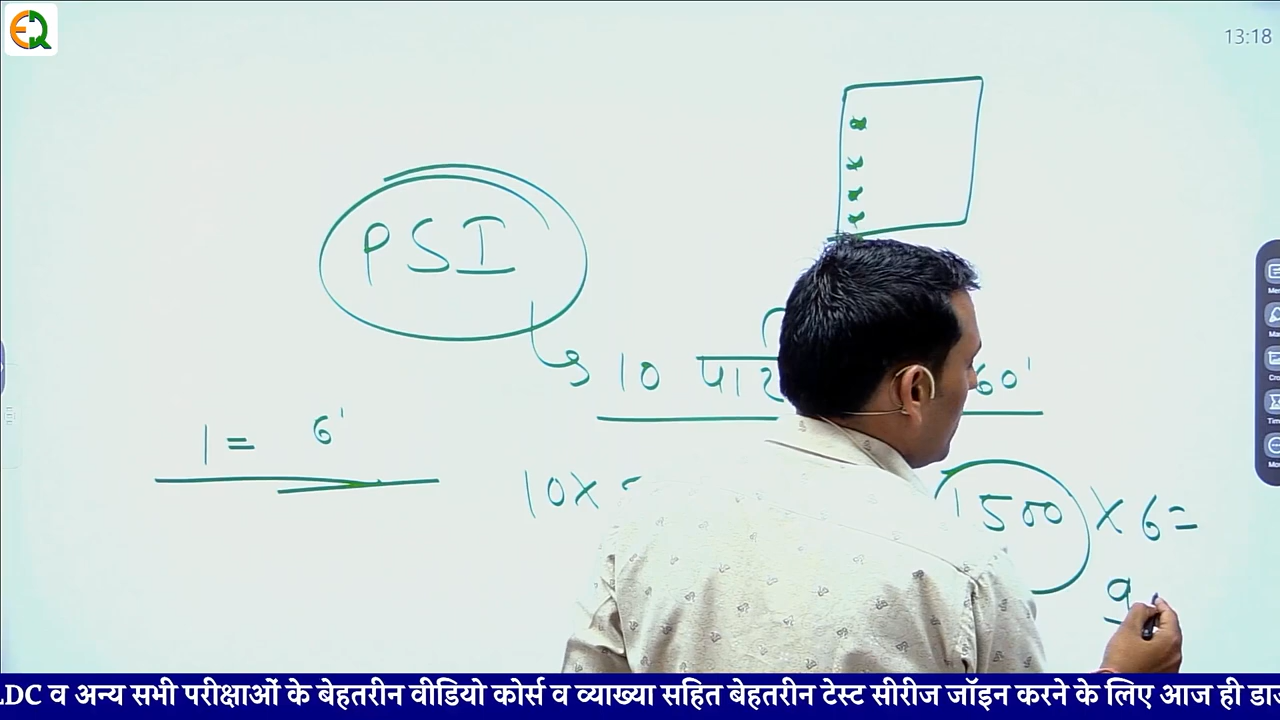 13:18
PSI
10 60'
1 = 6'
10x 1500 x 6 =
9
LDC व अन्य सभी परीक्षाओं के बेहतरीन वीडियो कोर्स व व्याख्या सहित बेहतरीन टेस्ट सीरीज जॉइन करने के लिए आज ही